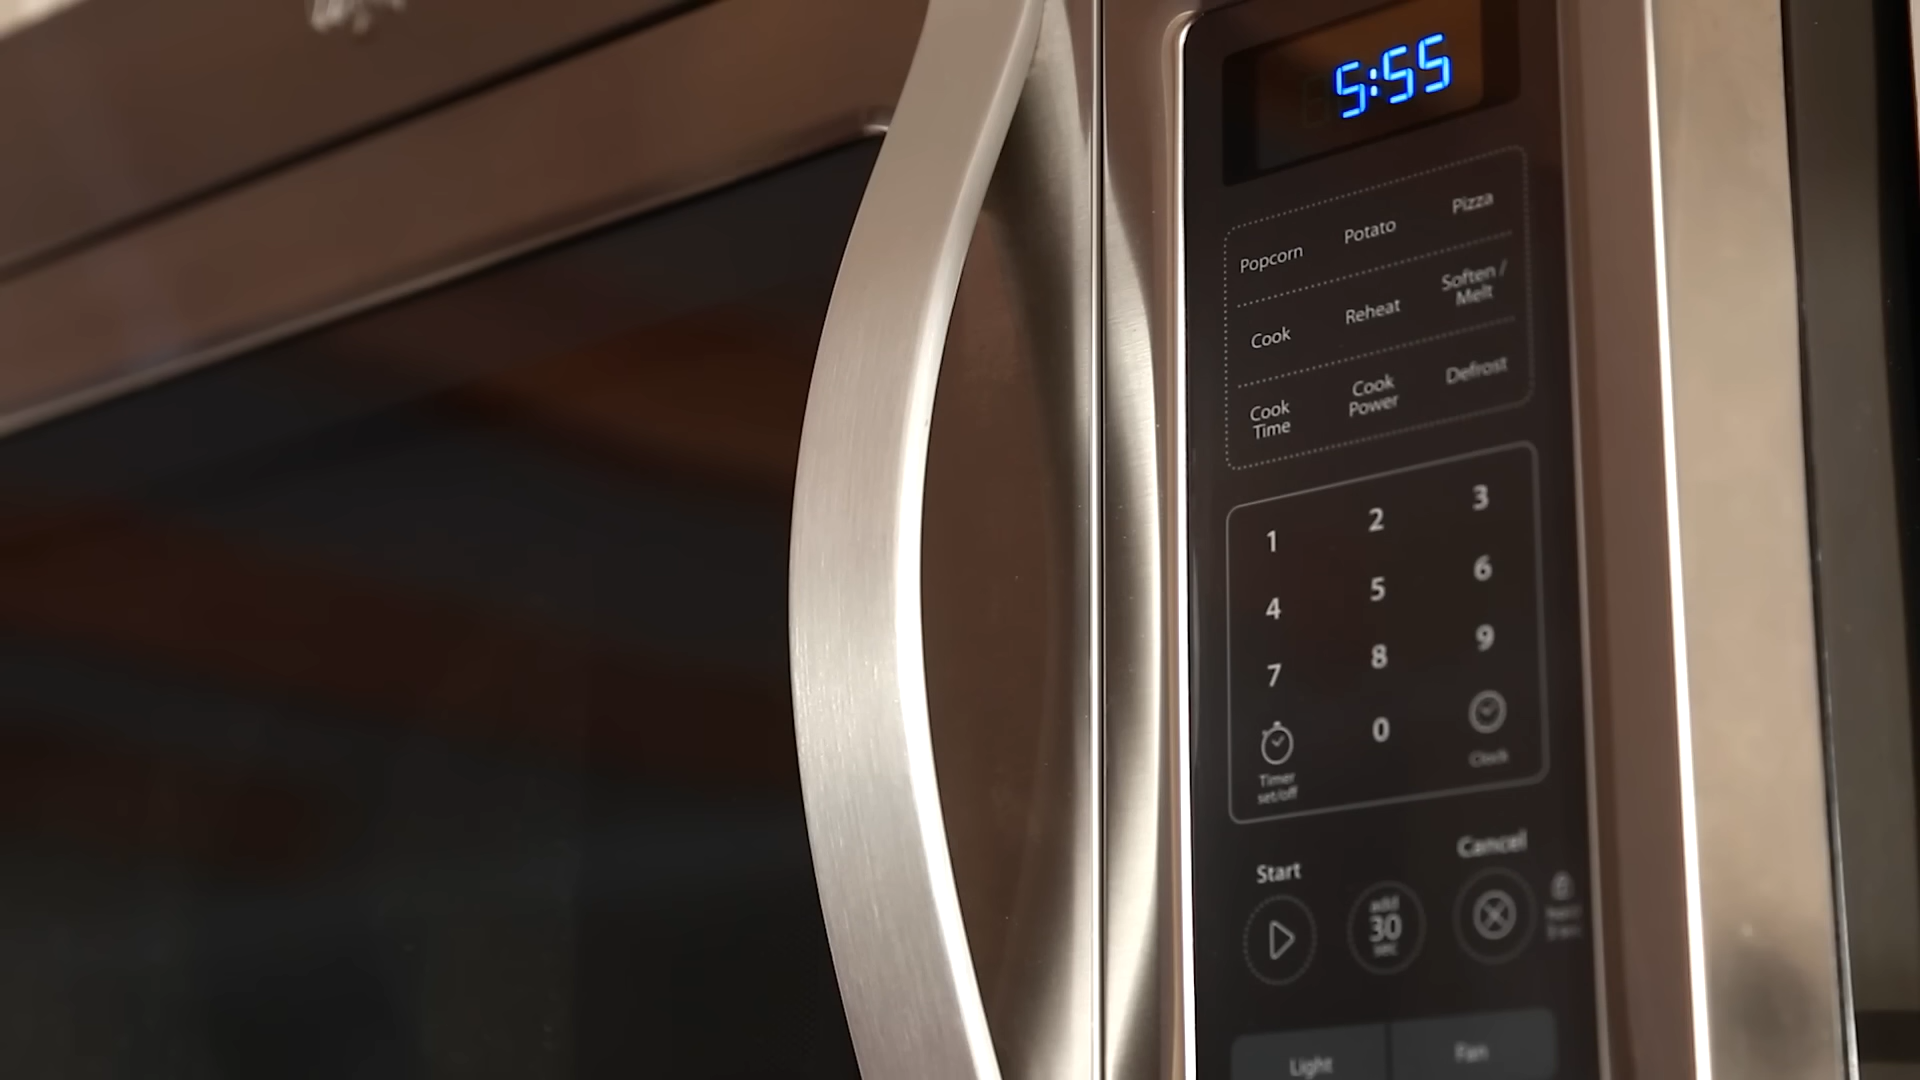 5:55
Popcorn Potato Pizza
Cook Reheat Soften /
Melt
Cook
Time
Cook
Power
Defrost
1 2 3
4 5 6
7 8 9
0
Timer
set/off
Clock
Start
Cancel
add
30
sec
Light Fan